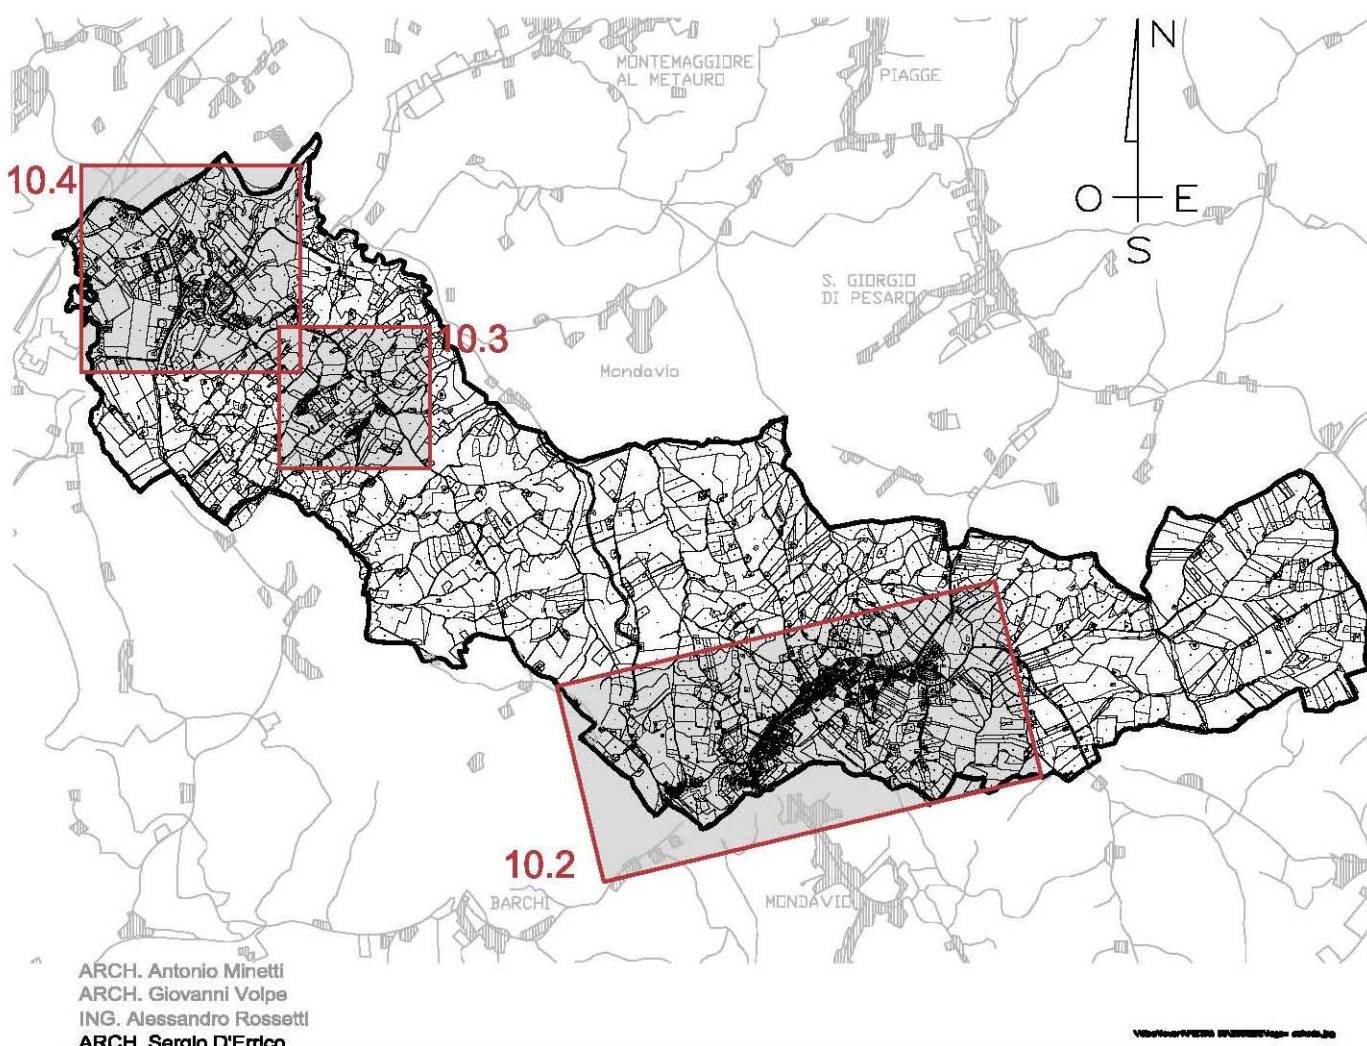 MONTEMAGGIORE
AL METAURO
PIAGGE
N
O E
S
10.4
S. GIORGIO
DI PESARO
10.3
Mondavio
10.2
BARCHI
MONDAVIO
ARCH. Antonio Minetti
ARCH. Giovanni Volpe
ING. Alessandro Rossetti
ARCH. Sergio D'Errico